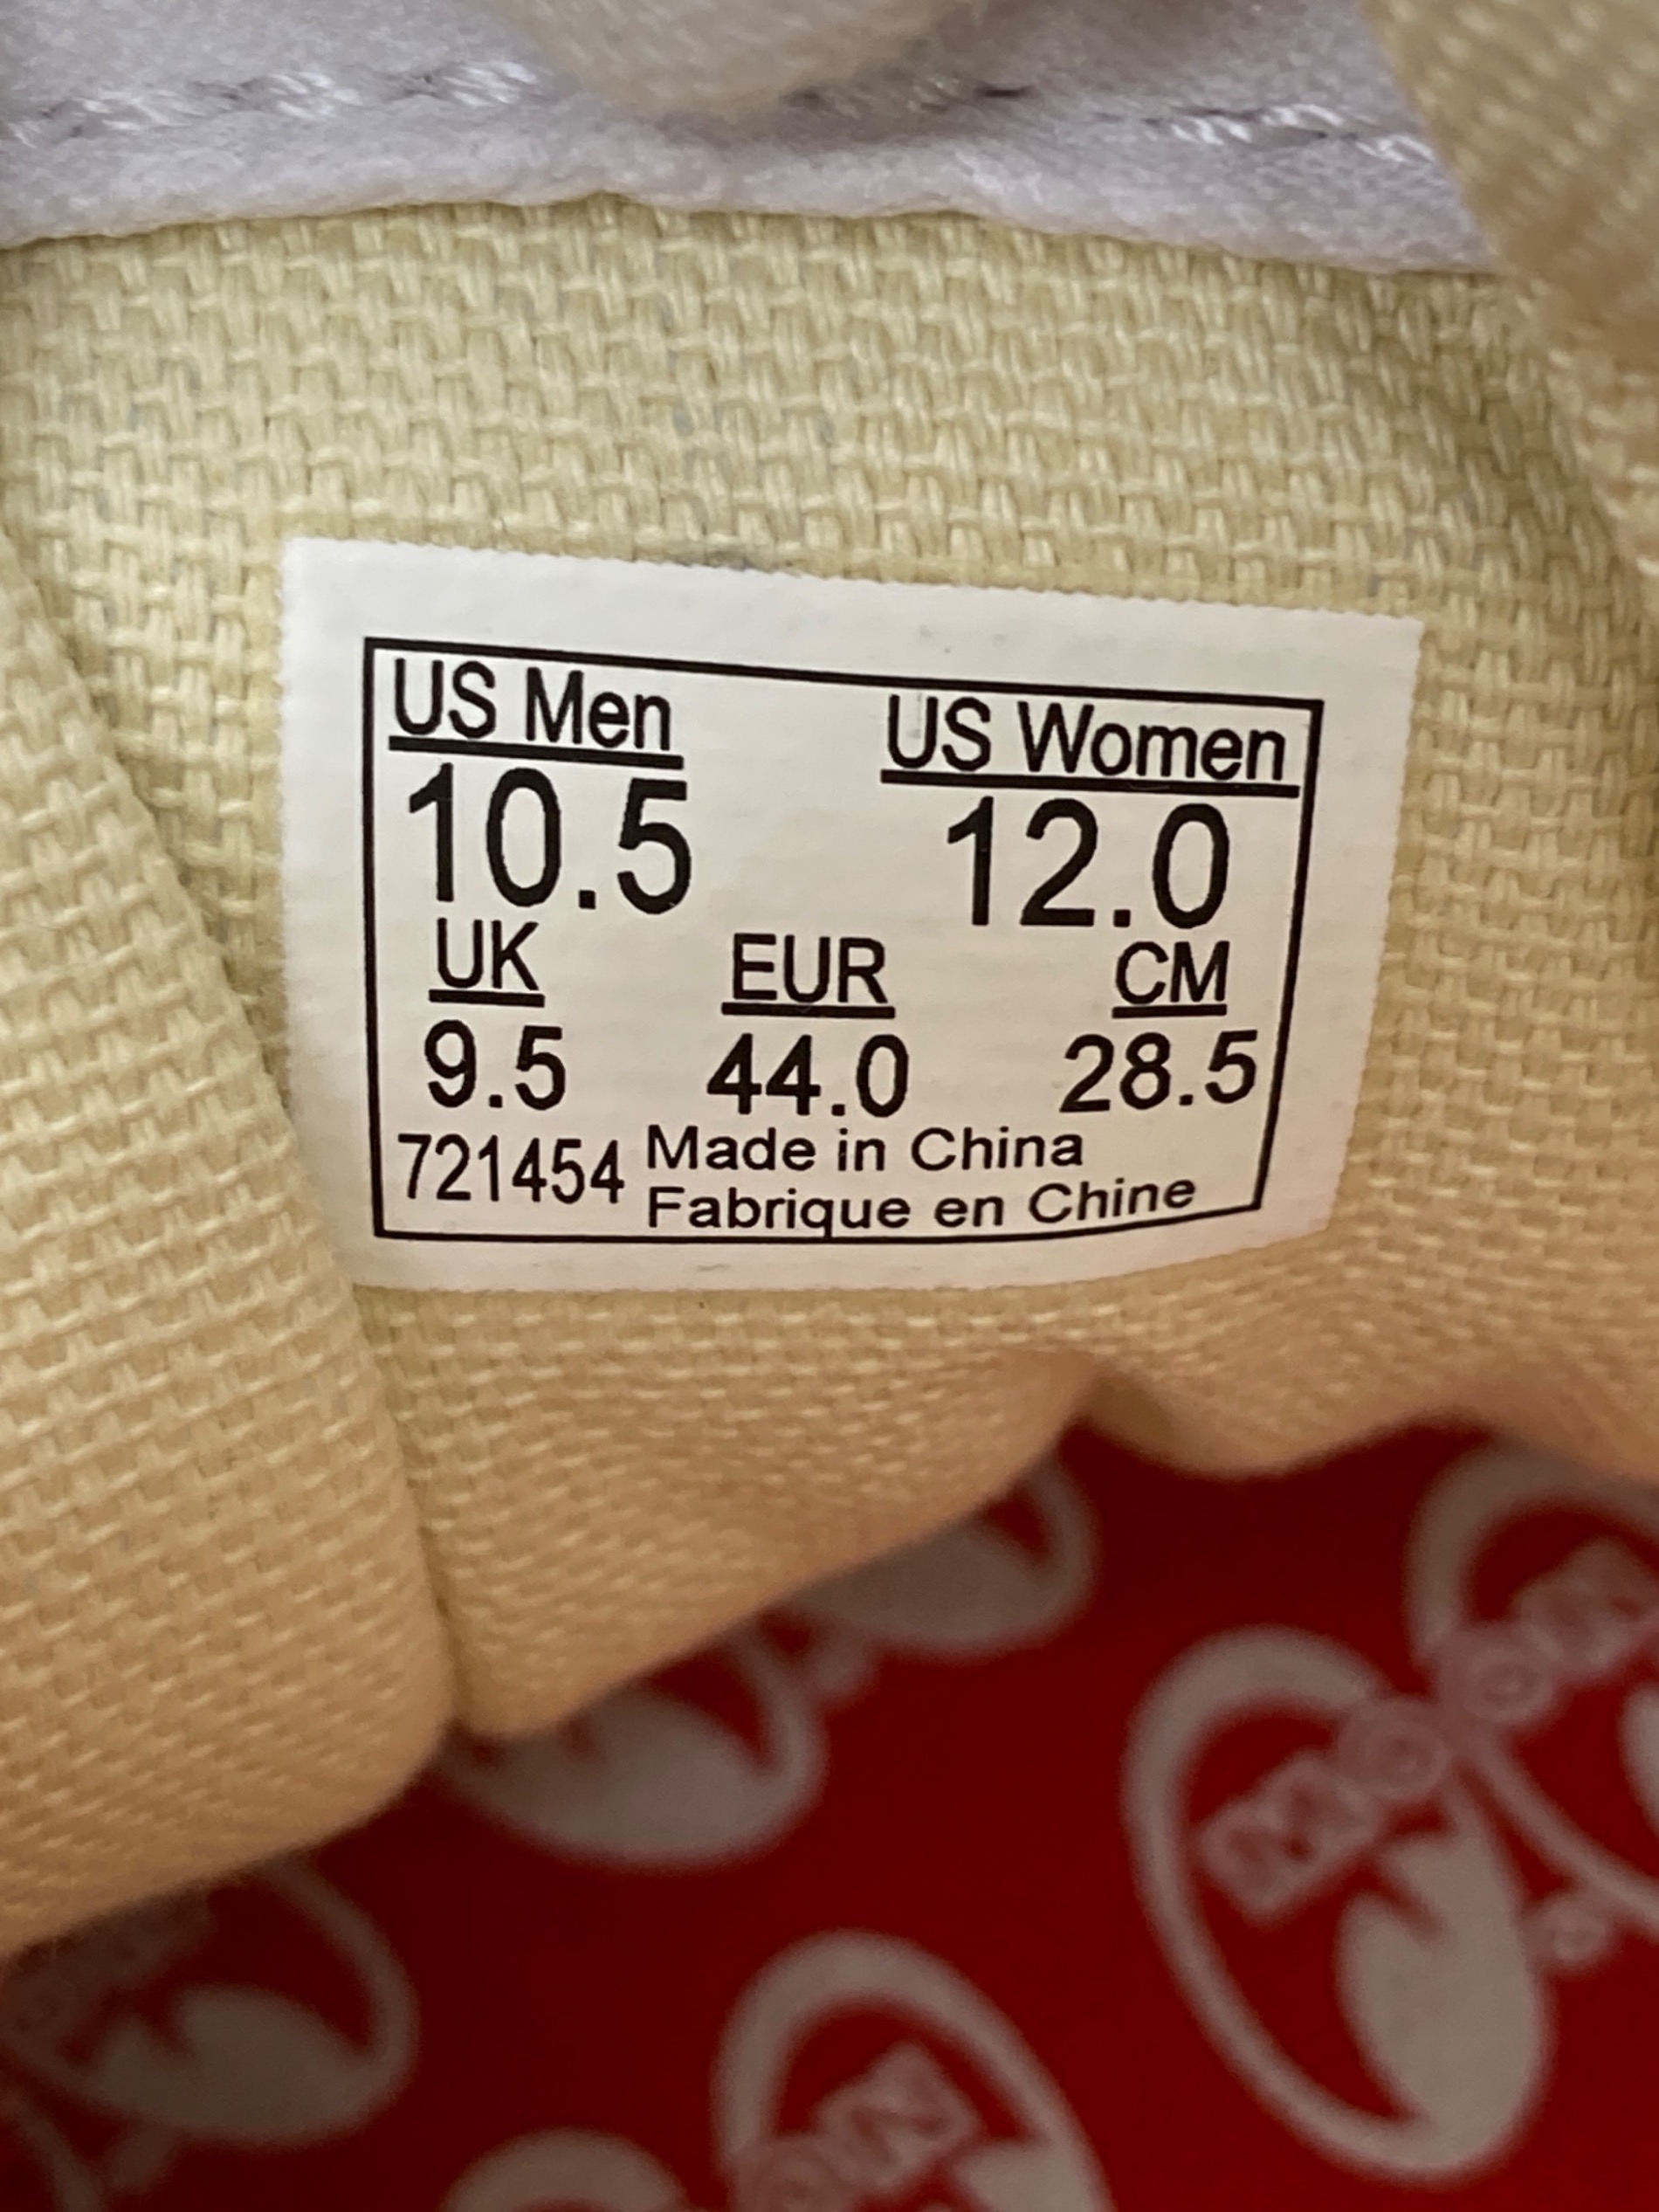 US Men US Women
10.5 12.0
UK EUR CM
9.5 44.0 28.5
721454 Made in China
Fabrique en Chine